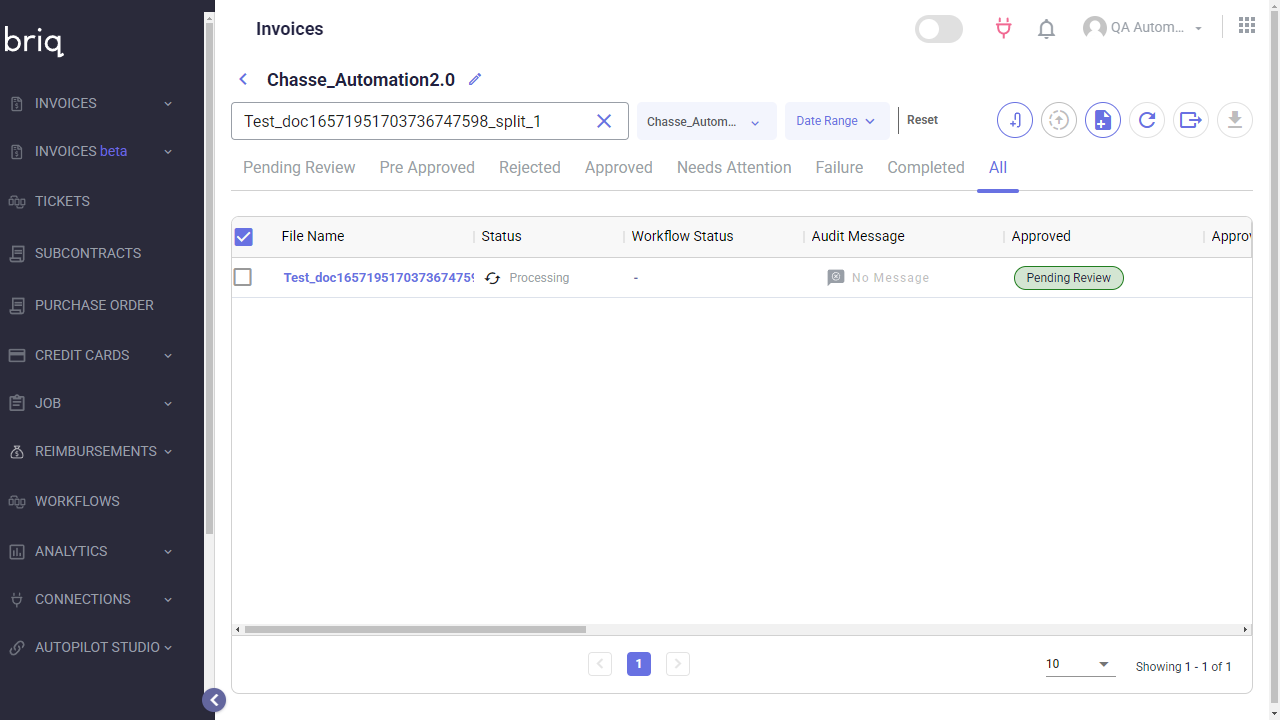 briq
INVOICES
INVOICES beta
TICKETS
SUBCONTRACTS
PURCHASE ORDER
CREDIT CARDS
JOB
REIMBURSEMENTS
WORKFLOWS
ANALYTICS
CONNECTIONS
AUTOPILOT STUDIO
Invoices
QA Autom...
Chasse_Automation2.0
Test_doc16571951703736747598_split_1
Chasse_Autom...
Date Range
Reset
Pending Review Pre Approved Rejected Approved Needs Attention Failure Completed All
File Name Status Workflow Status Audit Message Approved Approv
Test_doc1657195170373674759 Processing - No Message Pending Review
1
10
Showing 1 - 1 of 1